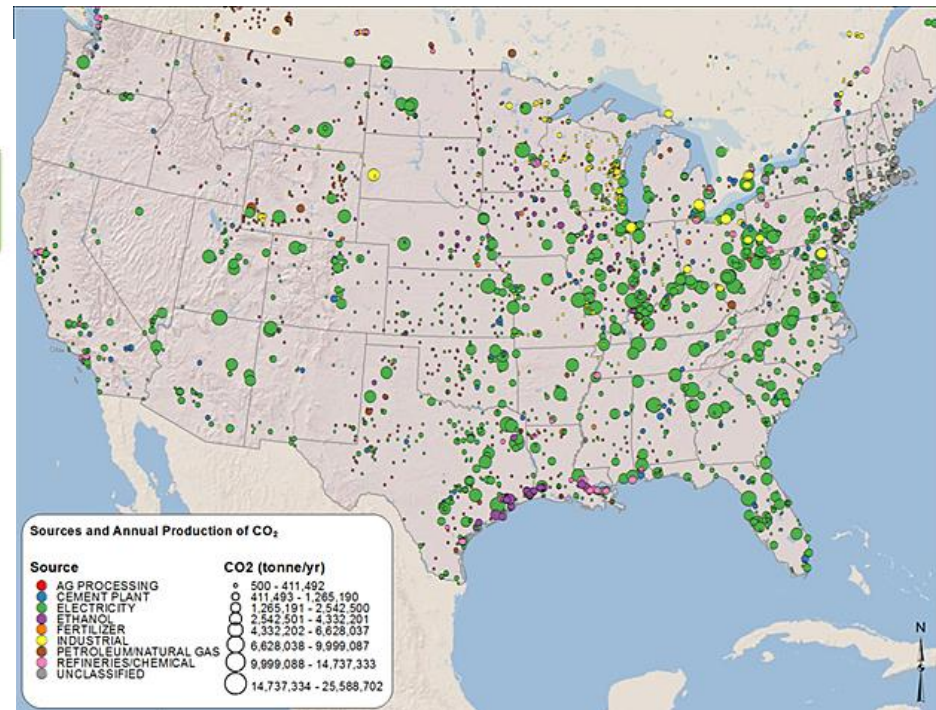 Sources and Annual Production of CO₂
Source
AG PROCESSING
CEMENT PLANT
ELECTRICITY
ETHANOL
FERTILIZER
INDUSTRIAL
PETROLEUM/NATURAL GAS
REFINERIES/CHEMICAL
UNCLASSIFIED
CO2 (tonne/yr)
500 - 411,492
411,493 - 1,265,190
1,265,191 - 2,542,500
2,542,501 - 4,332,201
4,332,202 - 6,628,037
6,628,038 - 9,999,087
9,999,088 - 14,737,333
14,737,334 - 25,588,702
N